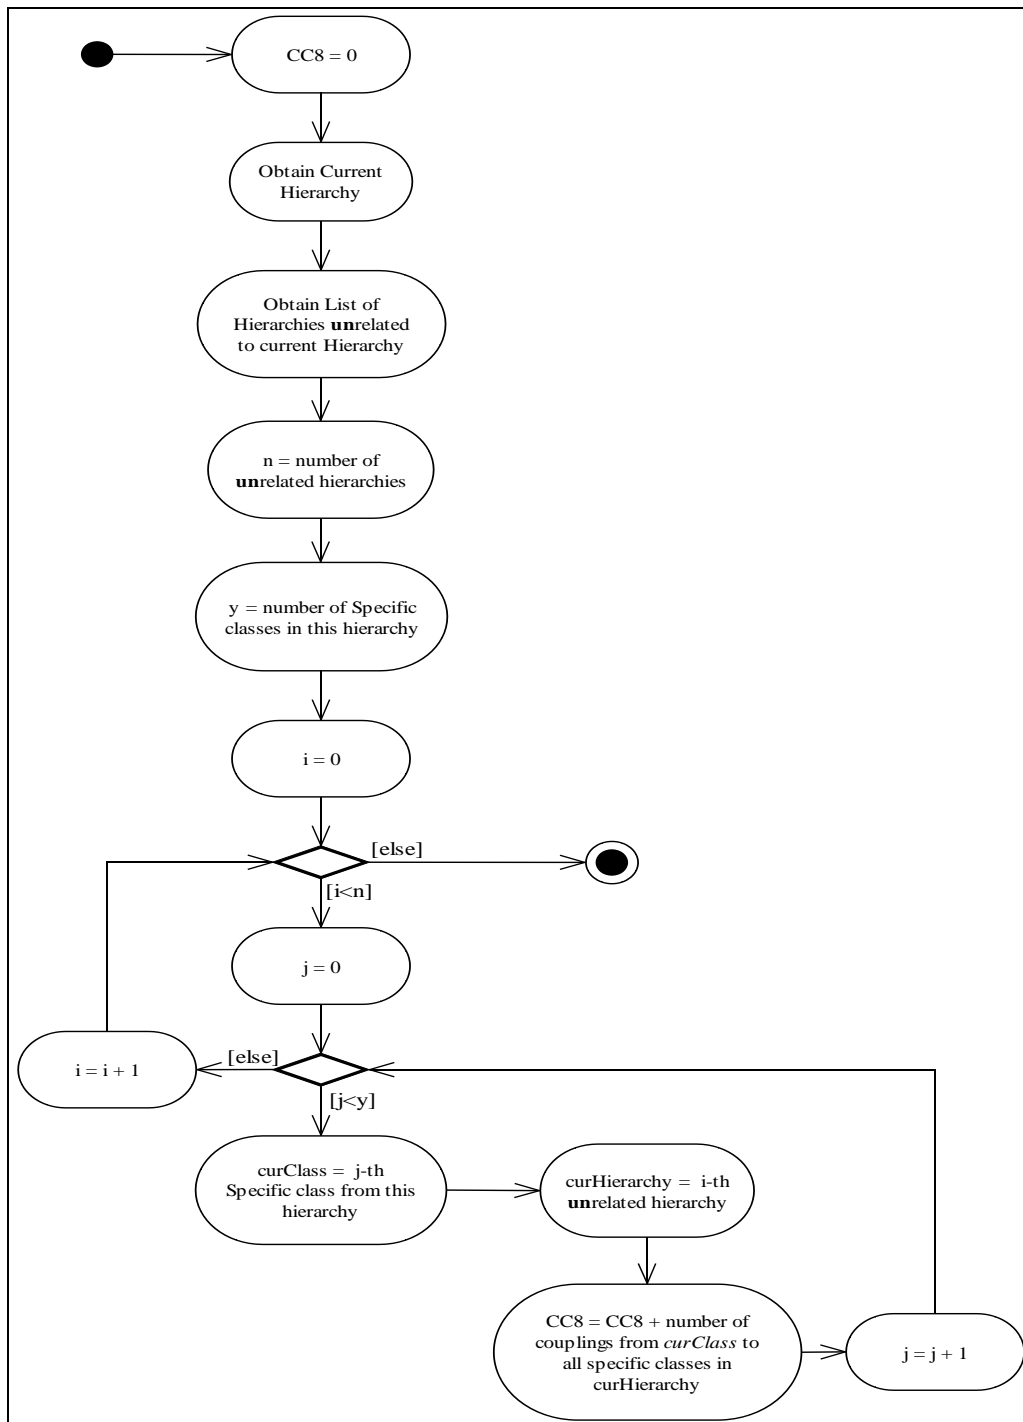 CC8 = 0
Obtain Current
Hierarchy
Obtain List of
Hierarchies unrelated
to current Hierarchy
n = number of
unrelated hierarchies
y = number of Specific
classes in this hierarchy
i = 0
[else]
[i<n]
j = 0
i = i + 1
[else]
[j<y]
curClass = j-th
Specific class from this
hierarchy
curHierarchy = i-th
unrelated hierarchy
CC8 = CC8 + number of
couplings from curClass to
all specific classes in
curHierarchy
j = j + 1